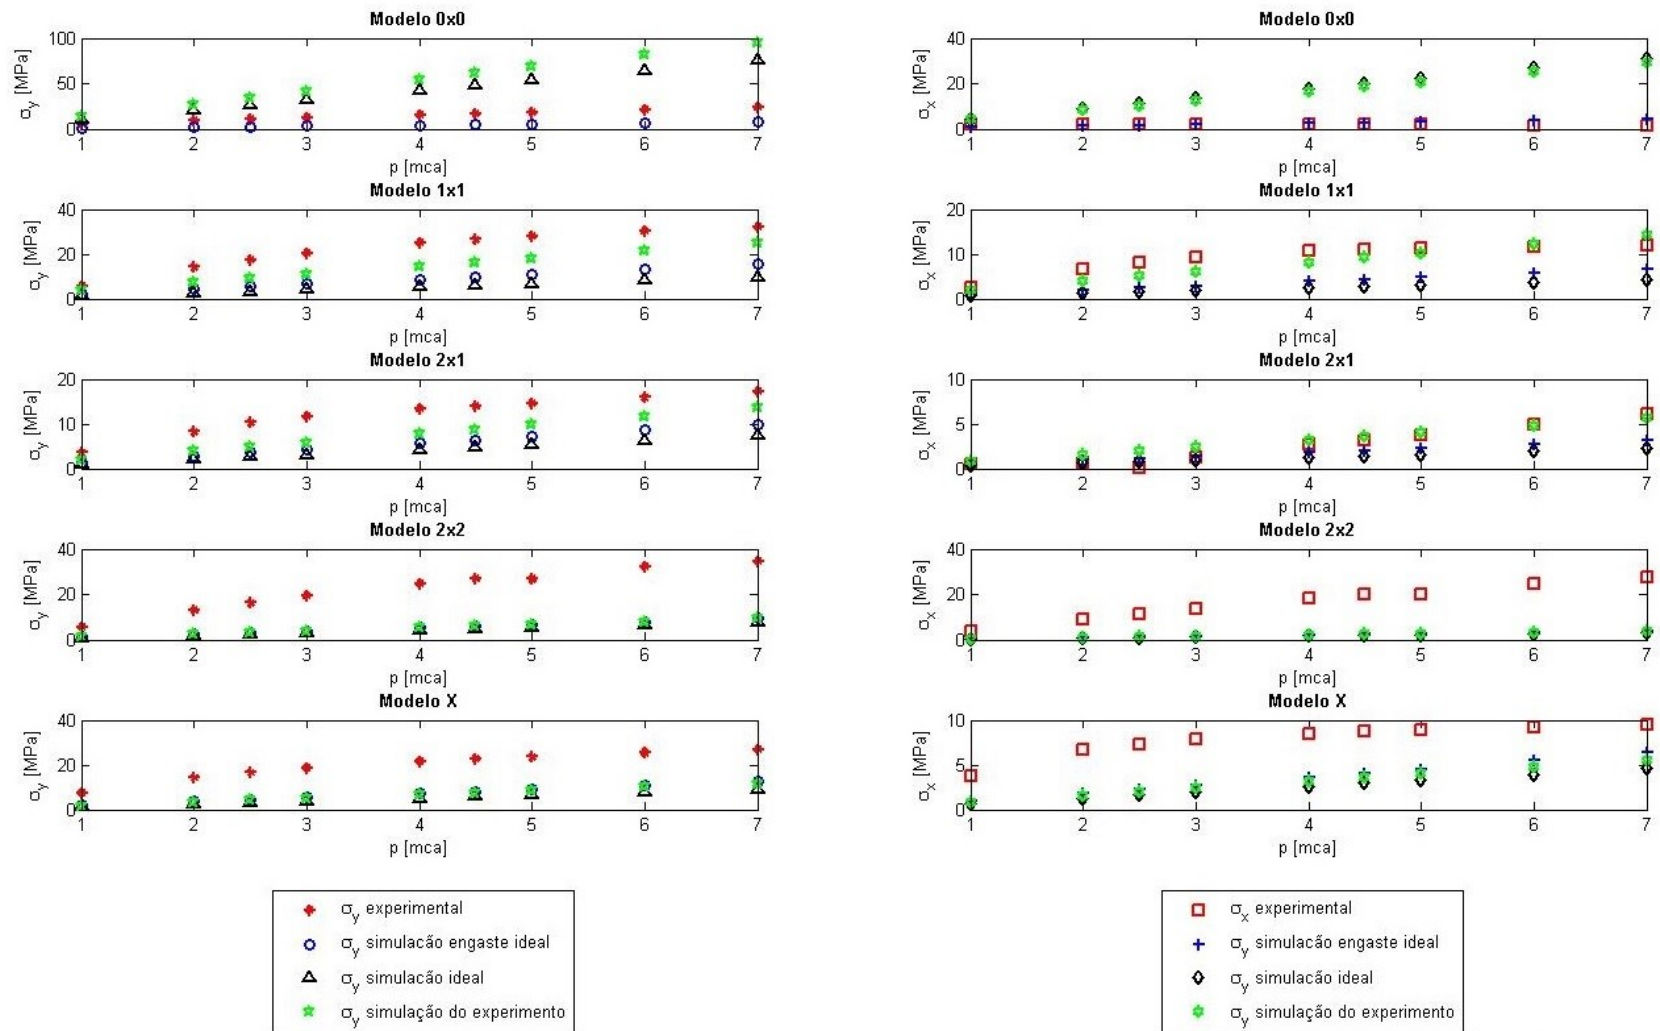 Modelo 0x0
100
50
0
σy [MPa]
1 2 3 4 5 6 7
p [mca]
Modelo 1x1
40
20
0
σy [MPa]
1 2 3 4 5 6 7
p [mca]
Modelo 2x1
20
10
0
σy [MPa]
1 2 3 4 5 6 7
p [mca]
Modelo 2x2
40
20
0
σy [MPa]
1 2 3 4 5 6 7
p [mca]
Modelo X
40
20
0
σy [MPa]
1 2 3 4 5 6 7
p [mca]
σy experimental
σy simulacão engaste ideal
σy simulacão ideal
σy simulação do experimento
Modelo 0x0
40
20
0
σx [MPa]
1 2 3 4 5 6 7
p [mca]
Modelo 1x1
20
10
0
σx [MPa]
1 2 3 4 5 6 7
p [mca]
Modelo 2x1
10
5
0
σx [MPa]
1 2 3 4 5 6 7
p [mca]
Modelo 2x2
40
20
0
σx [MPa]
1 2 3 4 5 6 7
p [mca]
Modelo X
10
5
0
σx [MPa]
1 2 3 4 5 6 7
p [mca]
σx experimental
σy simulacão engaste ideal
σy simulacão ideal
σy simulação do experimento